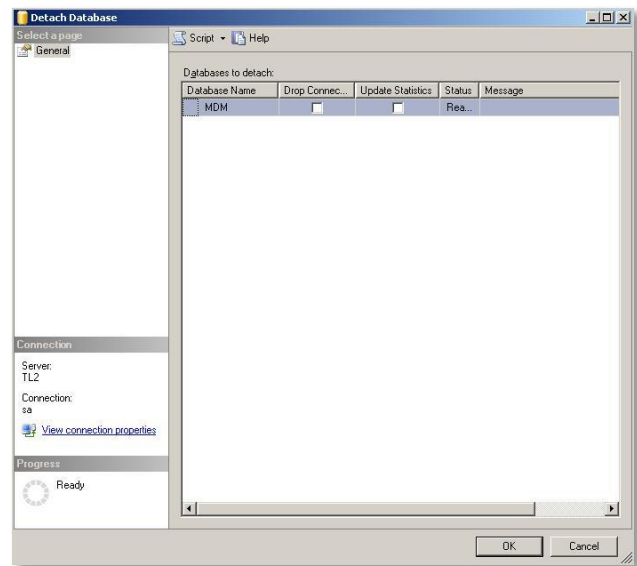 Detach Database
Select a page
General
Script Help
Databases to detach:
Database Name Drop Connec... Update Statistics Status Message
MDM Rea...
Connection
Server:
TL2
Connection:
sa
View connection properties
Progress
Ready
OK Cancel